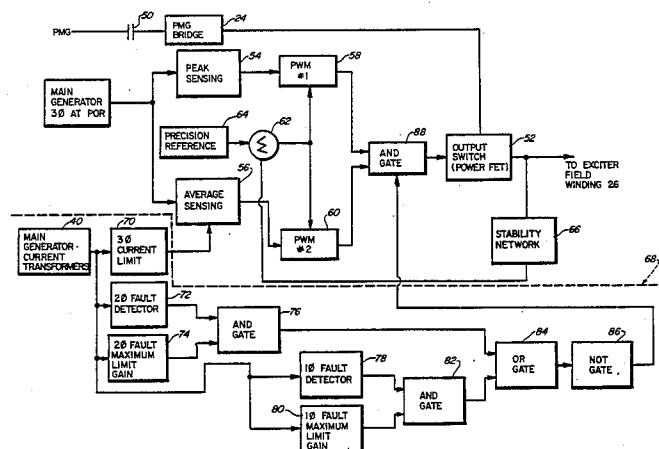 50
24
PMG
PMG
BRIDGE
54
58
PEAK
SENSING
PWM
#1
MAIN
GENERATOR
3Ø AT POR
64
62
88
52
PRECISION
REFERENCE
Σ
AND
GATE
OUTPUT
SWITCH
(POWER FET)
TO EXCITER
FIELD
WINDING 26
56
AVERAGE
SENSING
60
PWM
#2
66
STABILITY
NETWORK
40
70
MAIN
GENERATOR-
CURRENT
TRANSFORMERS
3Ø
CURRENT
LIMIT
68
72
2Ø FAULT
DETECTOR
76
AND
GATE
74
2Ø FAULT
MAXIMUM
LIMIT
GAIN
78
1Ø FAULT
DETECTOR
82
AND
GATE
84
OR
GATE
86
NOT
GATE
80
1Ø FAULT
MAXIMUM
LIMIT
GAIN